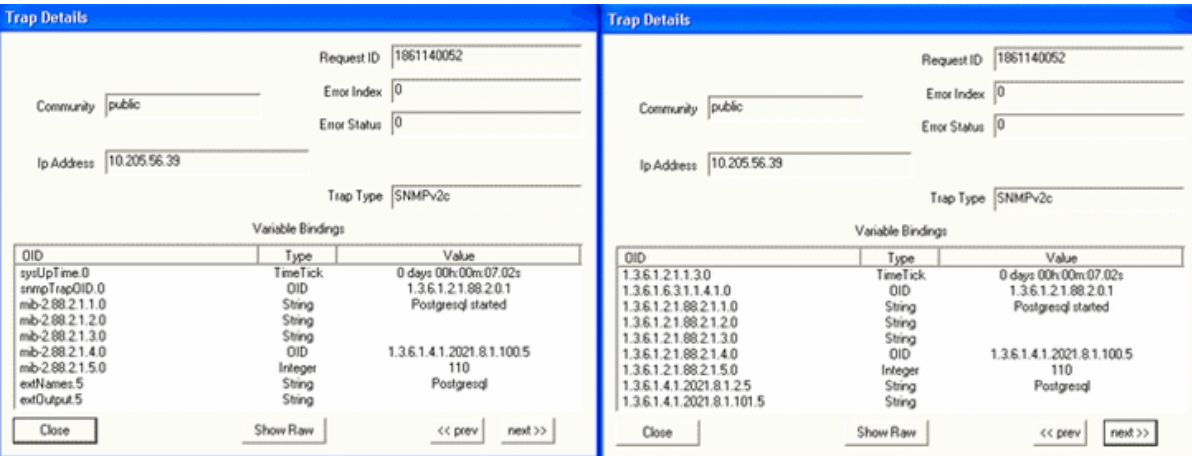 Trap Details
Request ID 1861140052
Community public
Error Index 0
Error Status 0
Ip Address 10.205.56.39
Trap Type SNMPv2c
Variable Bindings
OID Type Value
sysUpTime.0 TimeTick 0 days 00h:00m:07.02s
snmpTrapOID.0 OID 1.3.6.1.2.1.88.2.0.1
mib-2.88.2.1.1.0 String Postgresql started
mib-2.88.2.1.2.0 String
mib-2.88.2.1.3.0 String
mib-2.88.2.1.4.0 OID 1.3.6.1.4.1.2021.8.1.100.5
mib-2.88.2.1.5.0 Integer 110
extNames.5 String Postgresql
extOutput.5 String
Close Show Raw << prev next >>
Trap Details
Request ID 1861140052
Community public
Error Index 0
Error Status 0
Ip Address 10.205.56.39
Trap Type SNMPv2c
Variable Bindings
OID Type Value
1.3.6.1.2.1.1.3.0 TimeTick 0 days 00h:00m:07.02s
1.3.6.1.6.3.1.1.4.1.0 OID 1.3.6.1.2.1.88.2.0.1
1.3.6.1.2.1.88.2.1.1.0 String Postgresql started
1.3.6.1.2.1.88.2.1.2.0 String
1.3.6.1.2.1.88.2.1.3.0 String
1.3.6.1.2.1.88.2.1.4.0 OID 1.3.6.1.4.1.2021.8.1.100.5
1.3.6.1.2.1.88.2.1.5.0 Integer 110
1.3.6.1.4.1.2021.8.1.2.5 String Postgresql
1.3.6.1.4.1.2021.8.1.101.5 String
Close Show Raw << prev next >>